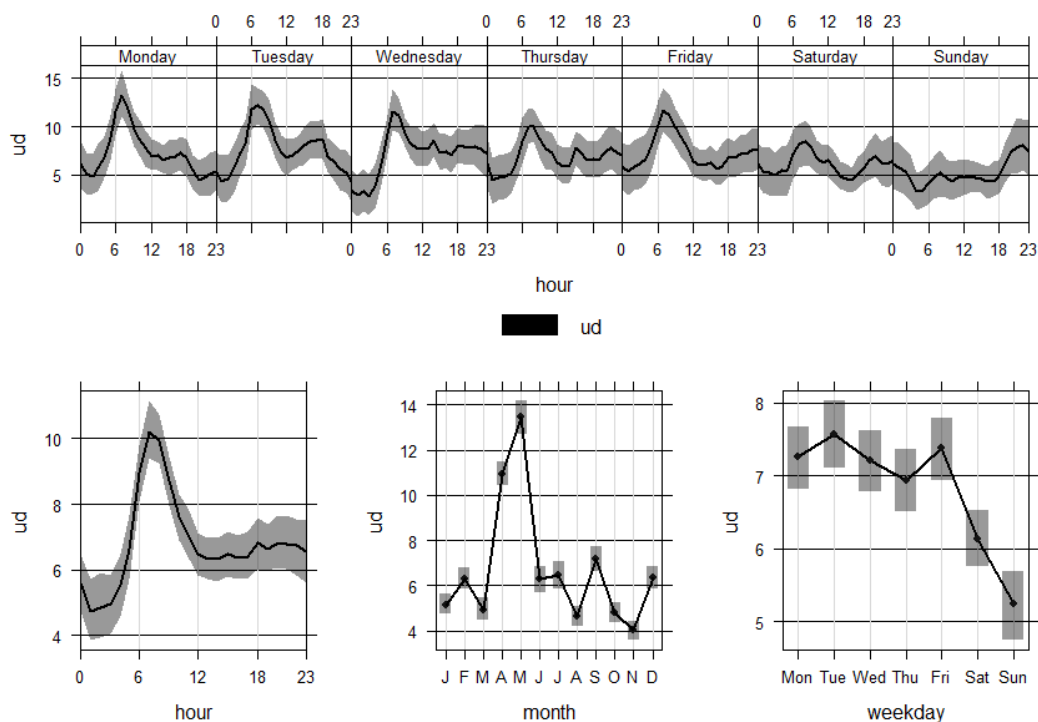 0 6 12 18 23 0 6 12 18 23 0 6 12 18 23
Monday Tuesday Wednesday Thursday Friday Saturday Sunday
15
10
5
ud
0 6 12 18 23 0 6 12 18 23 0 6 12 18 23 0 6 12 18 23
hour
ud
10
8
6
4
ud
0 6 12 18 23
hour
14
12
10
8
6
4
ud
J F M A M J J A S O N D
month
8
7
6
5
ud
Mon Tue Wed Thu Fri Sat Sun
weekday